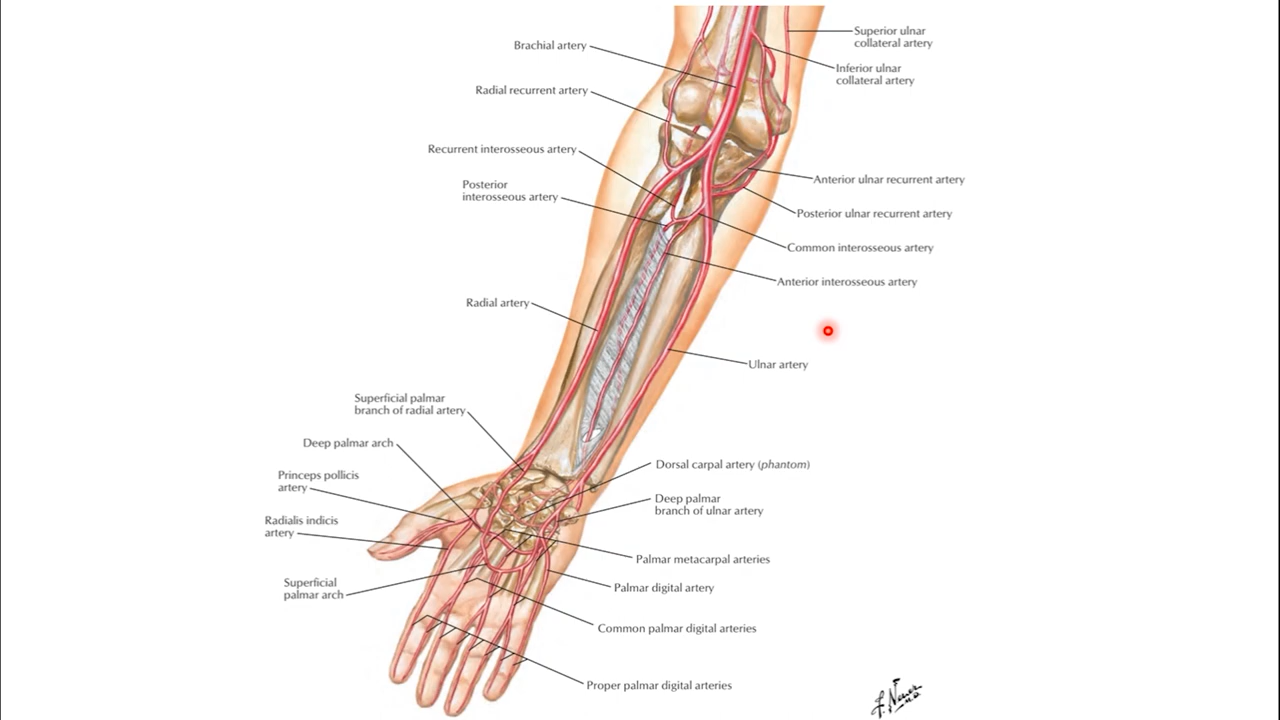 Superior ulnar
collateral artery
Brachial artery
Inferior ulnar
collateral artery
Radial recurrent artery
Recurrent interosseous artery
Anterior ulnar recurrent artery
Posterior
interosseous artery
Posterior ulnar recurrent artery
Common interosseous artery
Anterior interosseous artery
Radial artery
Ulnar artery
Superficial palmar
branch of radial artery
Deep palmar arch
Dorsal carpal artery (phantom)
Princeps pollicis
artery
Deep palmar
branch of ulnar artery
Radialis indicis
artery
Palmar metacarpal arteries
Superficial
palmar arch
Palmar digital artery
Common palmar digital arteries
Proper palmar digital arteries